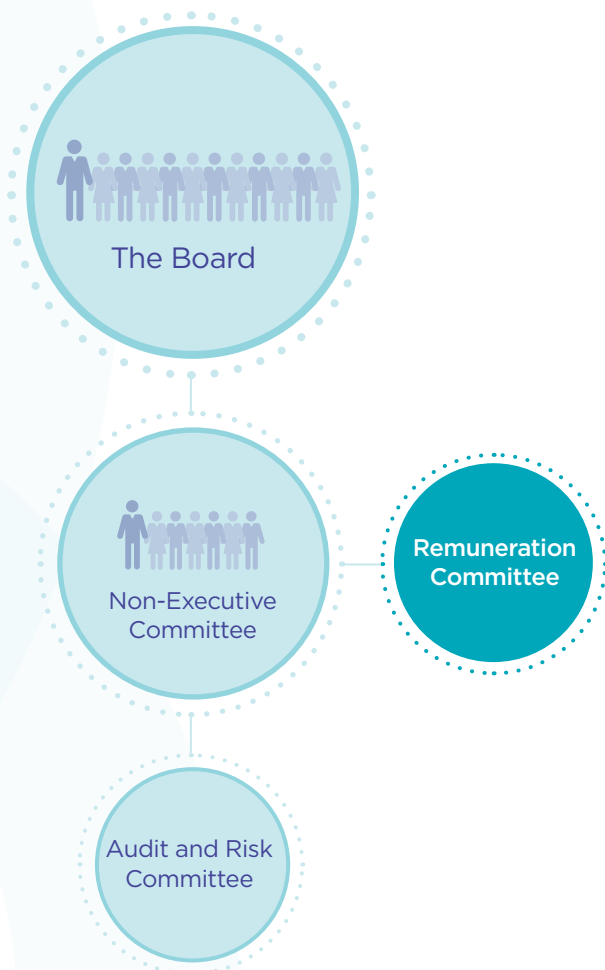 The Board
Non-Executive
Committee
Remuneration
Committee
Audit and Risk
Committee